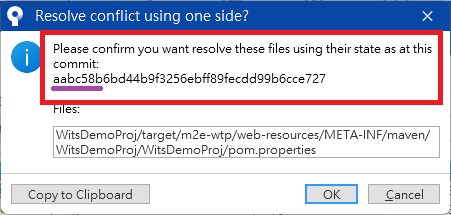 Resolve conflict using one side?
Please confirm you want resolve these files using their state as at this
commit:
aabc58b6bd44b9f3256ebff89fecdd99b6cce727
Files:
WitsDemoProj/target/m2e-wtp/web-resources/META-INF/maven/
WitsDemoProj/WitsDemoProj/pom.properties
Copy to Clipboard
OK
Cancel